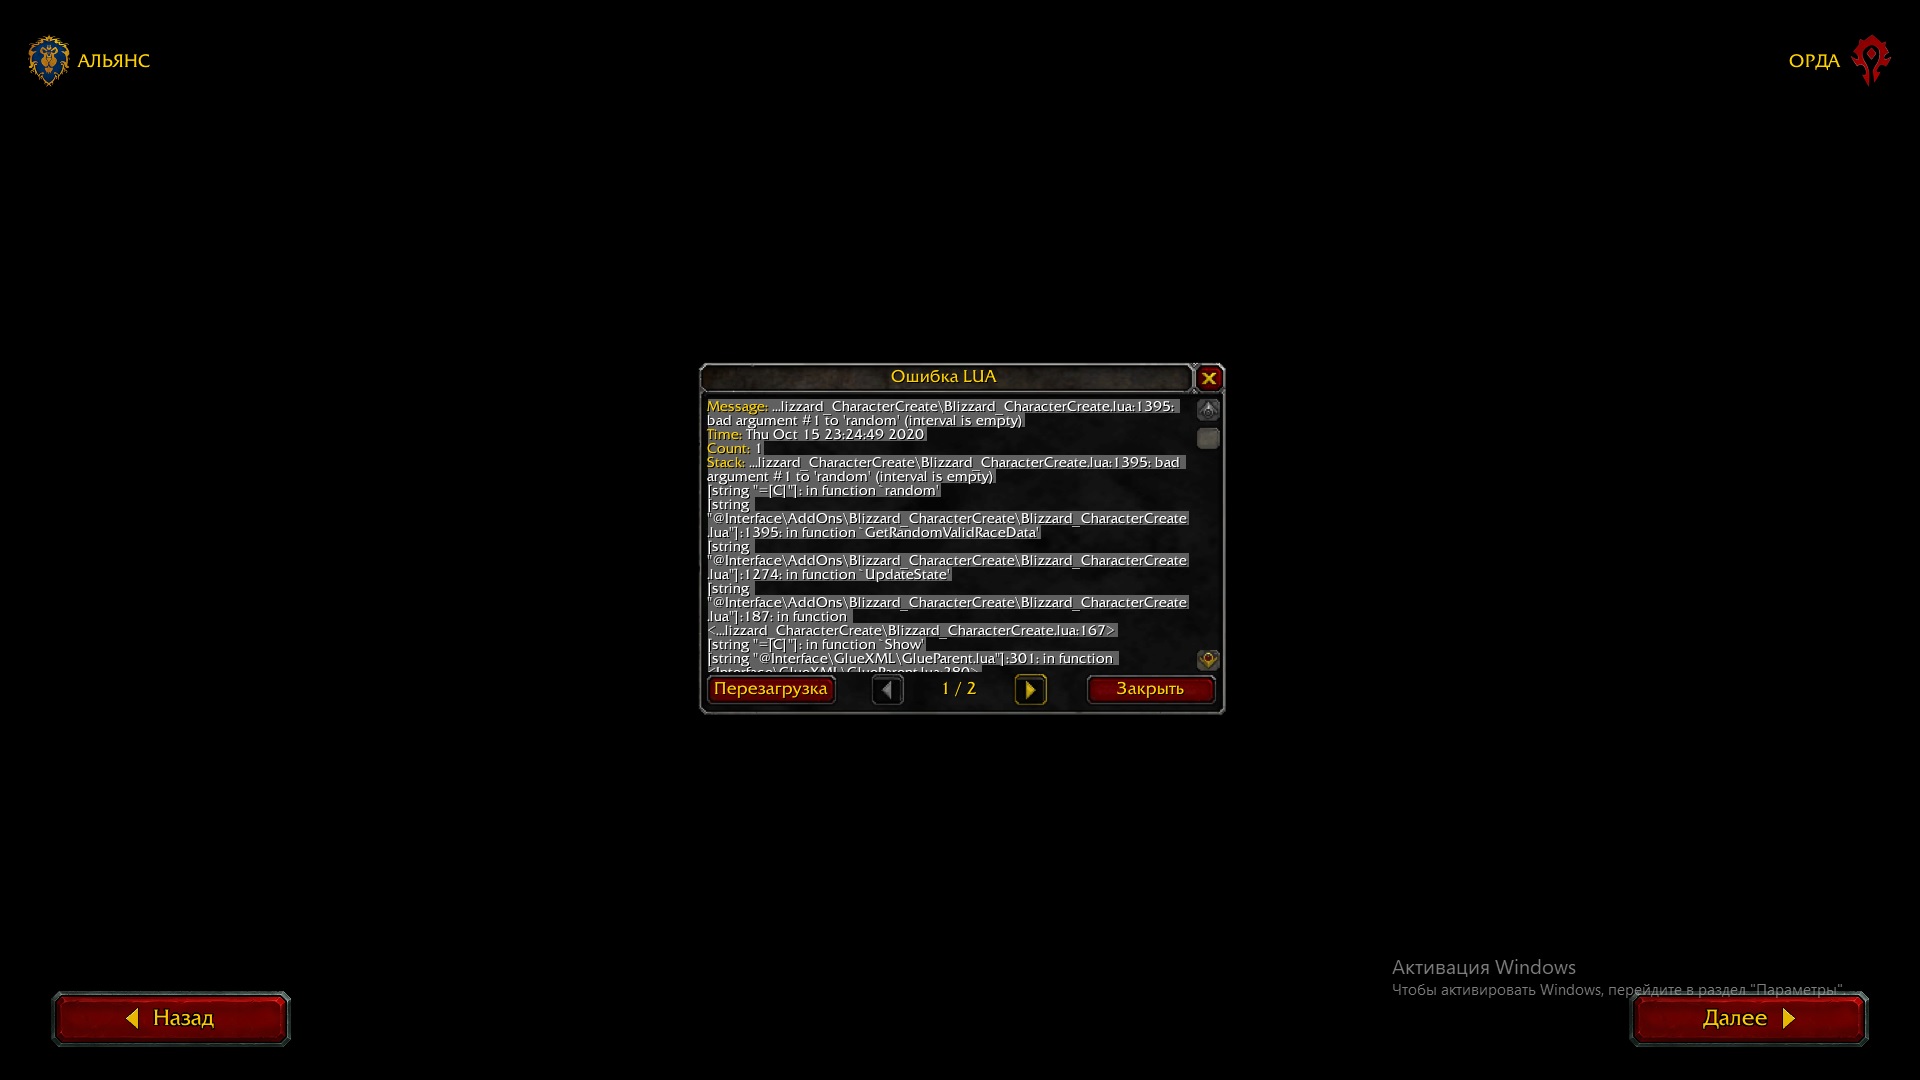 АЛЬЯНС
ОРДА
Ошибка LUA
Message: ...lizzard_CharacterCreate\Blizzard_CharacterCreate.lua:1395:
bad argument #1 to 'random' (interval is empty)
Time: Thu Oct 15 23:24:49 2020
Count: 1
Stack: ...lizzard_CharacterCreate\Blizzard_CharacterCreate.lua:1395: bad
argument #1 to 'random' (interval is empty)
[string "=[C]"]: in function `random'
[string
"@Interface\AddOns\Blizzard_CharacterCreate\Blizzard_CharacterCreate
.lua"]:1395: in function `GetRandomValidRaceData'
[string
"@Interface\AddOns\Blizzard_CharacterCreate\Blizzard_CharacterCreate
.lua"]:1274: in function `UpdateState'
[string
"@Interface\AddOns\Blizzard_CharacterCreate\Blizzard_CharacterCreate
.lua"]:187: in function
<...lizzard_CharacterCreate\Blizzard_CharacterCreate.lua:167>
[string "=[C]"]: in function `Show'
[string "@Interface\GlueXML\GlueParent.lua"]:301: in function
<Interface\GlueXML\GlueParent.lua:280>
Перезагрузка
1 / 2
Закрыть
Активация Windows
Чтобы активировать Windows, перейдите в раздел "Параметры".
Назад
Далее